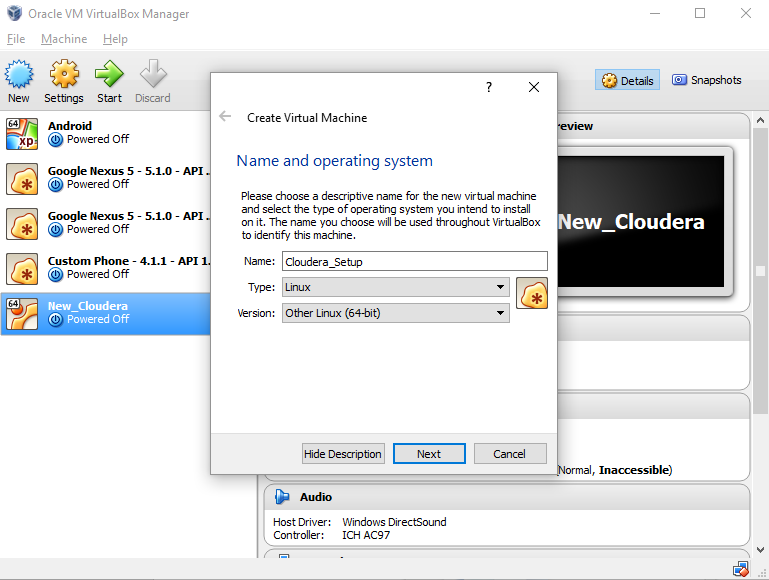 Oracle VM VirtualBox Manager
File Machine Help
New Settings Start Discard
Details Snapshots
64
xp
Android
Powered Off
Google Nexus 5 - 5.1.0 - API ...
Powered Off
Google Nexus 5 - 5.1.0 - API ...
Powered Off
Custom Phone - 4.1.1 - API 1...
Powered Off
64
New_Cloudera
Powered Off
?
Create Virtual Machine
Name and operating system
Please choose a descriptive name for the new virtual machine
and select the type of operating system you intend to install
on it. The name you choose will be used throughout VirtualBox
to identify this machine.
Name: Cloudera_Setup
Type: Linux
Version: Other Linux (64-bit)
Hide Description Next Cancel
review
New_Cloudera
(Normal, Inaccessible)
Audio
Host Driver: Windows DirectSound
Controller: ICH AC97